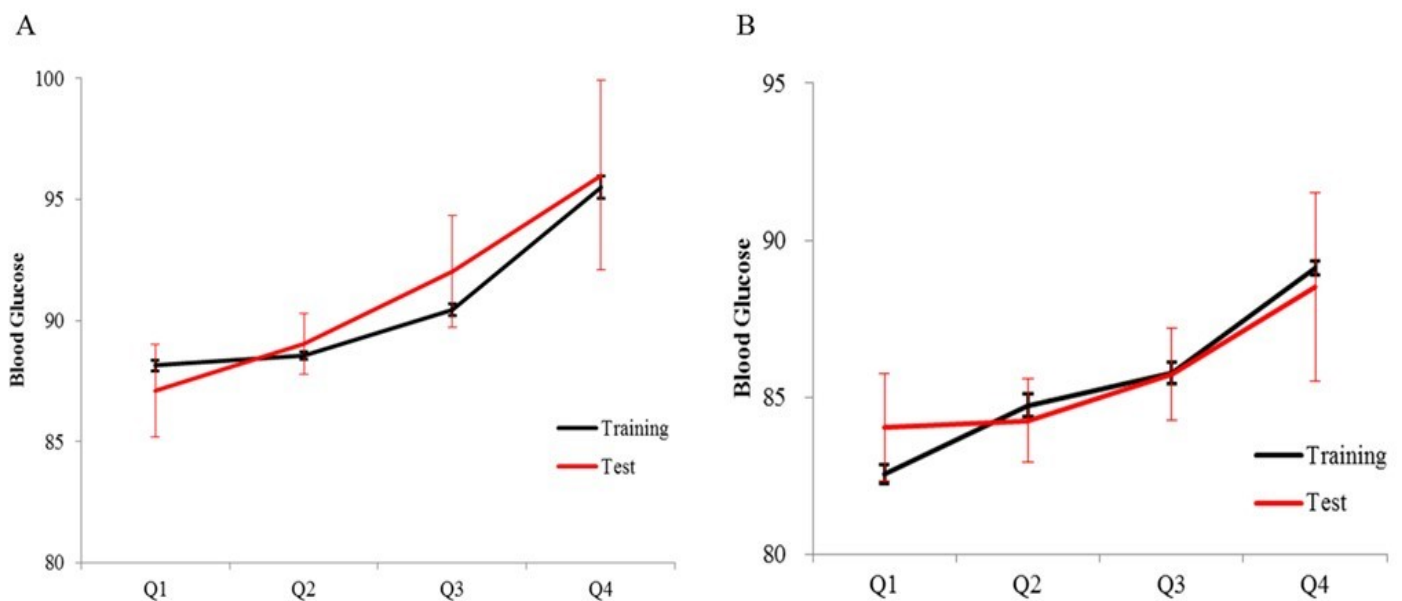 A
100
95
90
85
80
Blood Glucose
Training
Test
Q1 Q2 Q3 Q4
B
95
90
85
80
Blood Glucose
Training
Test
Q1 Q2 Q3 Q4